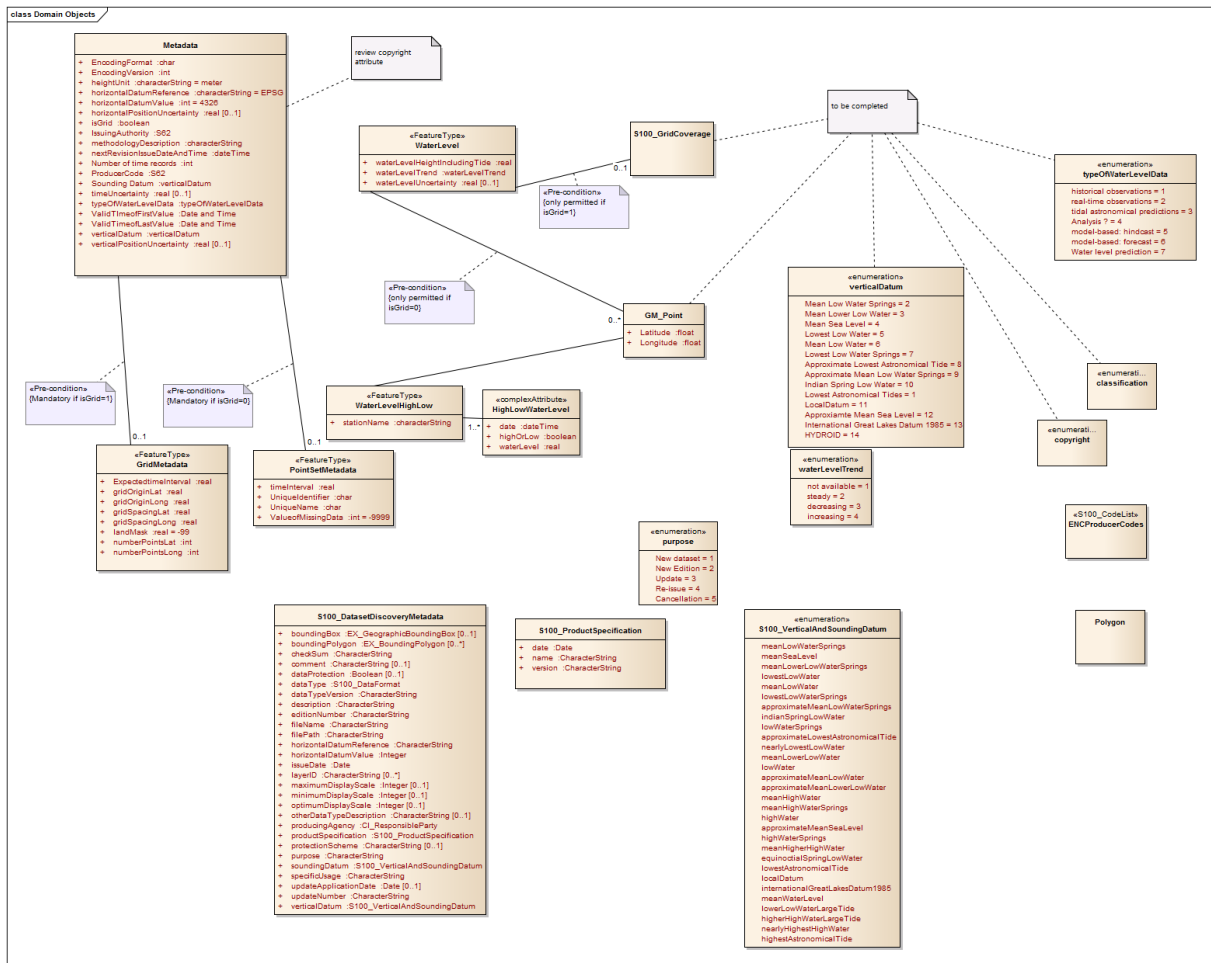 class Domain Objects
Metadata
+ EncodingFormat :char
+ EncodingVersion :int
+ heightUnit :characterString = meter
+ horizontalDatumReference :characterString = EPSG
+ horizontalDatumValue :int = 4326
+ horizontalPositionUncertainty :real [0..1]
+ isGrid :boolean
+ IssuingAuthority :S62
+ methodologyDescription :characterString
+ nextRevisionIssueDateAndTime :dateTime
+ Number of time records :int
+ ProducerCode :S62
+ Sounding Datum :verticalDatum
+ timeUncertainty :real [0..1]
+ typeOfWaterLevelData :typeOfWaterLevelData
+ ValidTImeofFirstValue :Date and Time
+ ValidTimeofLastValue :Date and Time
+ verticalDatum :verticalDatum
+ verticalPositionUncertainty :real [0..1]
review copyright
attribute
«FeatureType»
WaterLevel
+ waterLevelHeightIncludingTide :real
+ waterLevelTrend :waterLevelTrend
+ waterLevelUncertainty :real [0..1]
S100_GridCoverage
0..1
to be completed
«Pre-condition»
{only permitted if
isGrid=1}
«enumeration»
typeOfWaterLevelData
historical observations = 1
real-time observations = 2
tidal astronomical predictions = 3
Analysis ? = 4
model-based: hindcast = 5
model-based: forecast = 6
Water level prediction = 7
«Pre-condition»
{only permitted if
isGrid=0}
0..*
GM_Point
+ Latitude :float
+ Longitude :float
«enumeration»
verticalDatum
Mean Low Water Springs = 2
Mean Lower Low Water = 3
Mean Sea Level = 4
Lowest Low Water = 5
Mean Low Water = 6
Lowest Low Water Springs = 7
Approximate Lowest Astronomical Tide = 8
Approximate Mean Low Water Springs = 9
Indian Spring Low Water = 10
Lowest Astronomical Tides = 1
LocalDatum = 11
Approxiamte Mean Sea Level = 12
International Great Lakes Datum 1985 = 13
HYDROID = 14
«enumerati...
classification
«enumerati...
copyright
«Pre-condition»
{Mandatory if isGrid=1}
«Pre-condition»
{Mandatory if isGrid=0}
«FeatureType»
WaterLevelHighLow
+ stationName :characterString
1..*
«complexAttribute»
HighLowWaterLevel
+ date :dateTime
+ highOrLow :boolean
+ waterLevel :real
0..1
0..1
«FeatureType»
GridMetadata
+ ExpectedtimeInterval :real
+ gridOriginLat :real
+ gridOriginLong :real
+ gridSpacingLat :real
+ gridSpacingLong :real
+ landMask :real = -99
+ numberPointsLat :int
+ numberPointsLong :int
«FeatureType»
PointSetMetadata
+ timeInterval :real
+ UniqueIdentifier :char
+ UniqueName :char
+ ValueofMissingData :int = -9999
«enumeration»
waterLevelTrend
not available = 1
steady = 2
decreasing = 3
increasing = 4
«S100_CodeList»
ENCProducerCodes
«enumeration»
purpose
New dataset = 1
New Edition = 2
Update = 3
Re-issue = 4
Cancellation = 5
S100_DatasetDiscoveryMetadata
+ boundingBox :EX_GeographicBoundingBox [0..1]
+ boundingPolygon :EX_BoundingPolygon [0..*]
+ checkSum :CharacterString
+ comment :CharacterString [0..1]
+ dataProtection :Boolean [0..1]
+ dataType :S100_DataFormat
+ dataTypeVersion :CharacterString
+ description :CharacterString
+ editionNumber :CharacterString
+ fileName :CharacterString
+ filePath :CharacterString
+ horizontalDatumReference :CharacterString
+ horizontalDatumValue :Integer
+ issueDate :Date
+ layerID :CharacterString [0..*]
+ maximumDisplayScale :Integer [0..1]
+ minimumDisplayScale :Integer [0..1]
+ optimumDisplayScale :Integer [0..1]
+ otherDataTypeDescription :CharacterString [0..1]
+ producingAgency :CI_ResponsibleParty
+ productSpecification :S100_ProductSpecification
+ protectionScheme :CharacterString [0..1]
+ purpose :CharacterString
+ soundingDatum :S100_VerticalAndSoundingDatum
+ specificUsage :CharacterString
+ updateApplicationDate :Date [0..1]
+ updateNumber :CharacterString
+ verticalDatum :S100_VerticalAndSoundingDatum
S100_ProductSpecification
+ date :Date
+ name :CharacterString
+ version :CharacterString
«enumeration»
S100_VerticalAndSoundingDatum
meanLowWaterSprings
meanSeaLevel
meanLowerLowWaterSprings
lowestLowWater
meanLowWater
lowestLowWaterSprings
approximateMeanLowWaterSprings
indianSpringLowWater
lowWaterSprings
approximateLowestAstronomicalTide
nearlyLowestLowWater
meanLowerLowWater
lowWater
approximateMeanLowWater
approximateMeanLowerLowWater
meanHighWater
meanHighWaterSprings
highWater
approximateMeanSeaLevel
highWaterSprings
meanHigherHighWater
equinoctialSpringLowWater
lowestAstronomicalTide
localDatum
internationalGreatLakesDatum1985
meanWaterLevel
lowerLowWaterLargeTide
higherHighWaterLargeTide
nearlyHighestHighWater
highestAstronomicalTide
Polygon